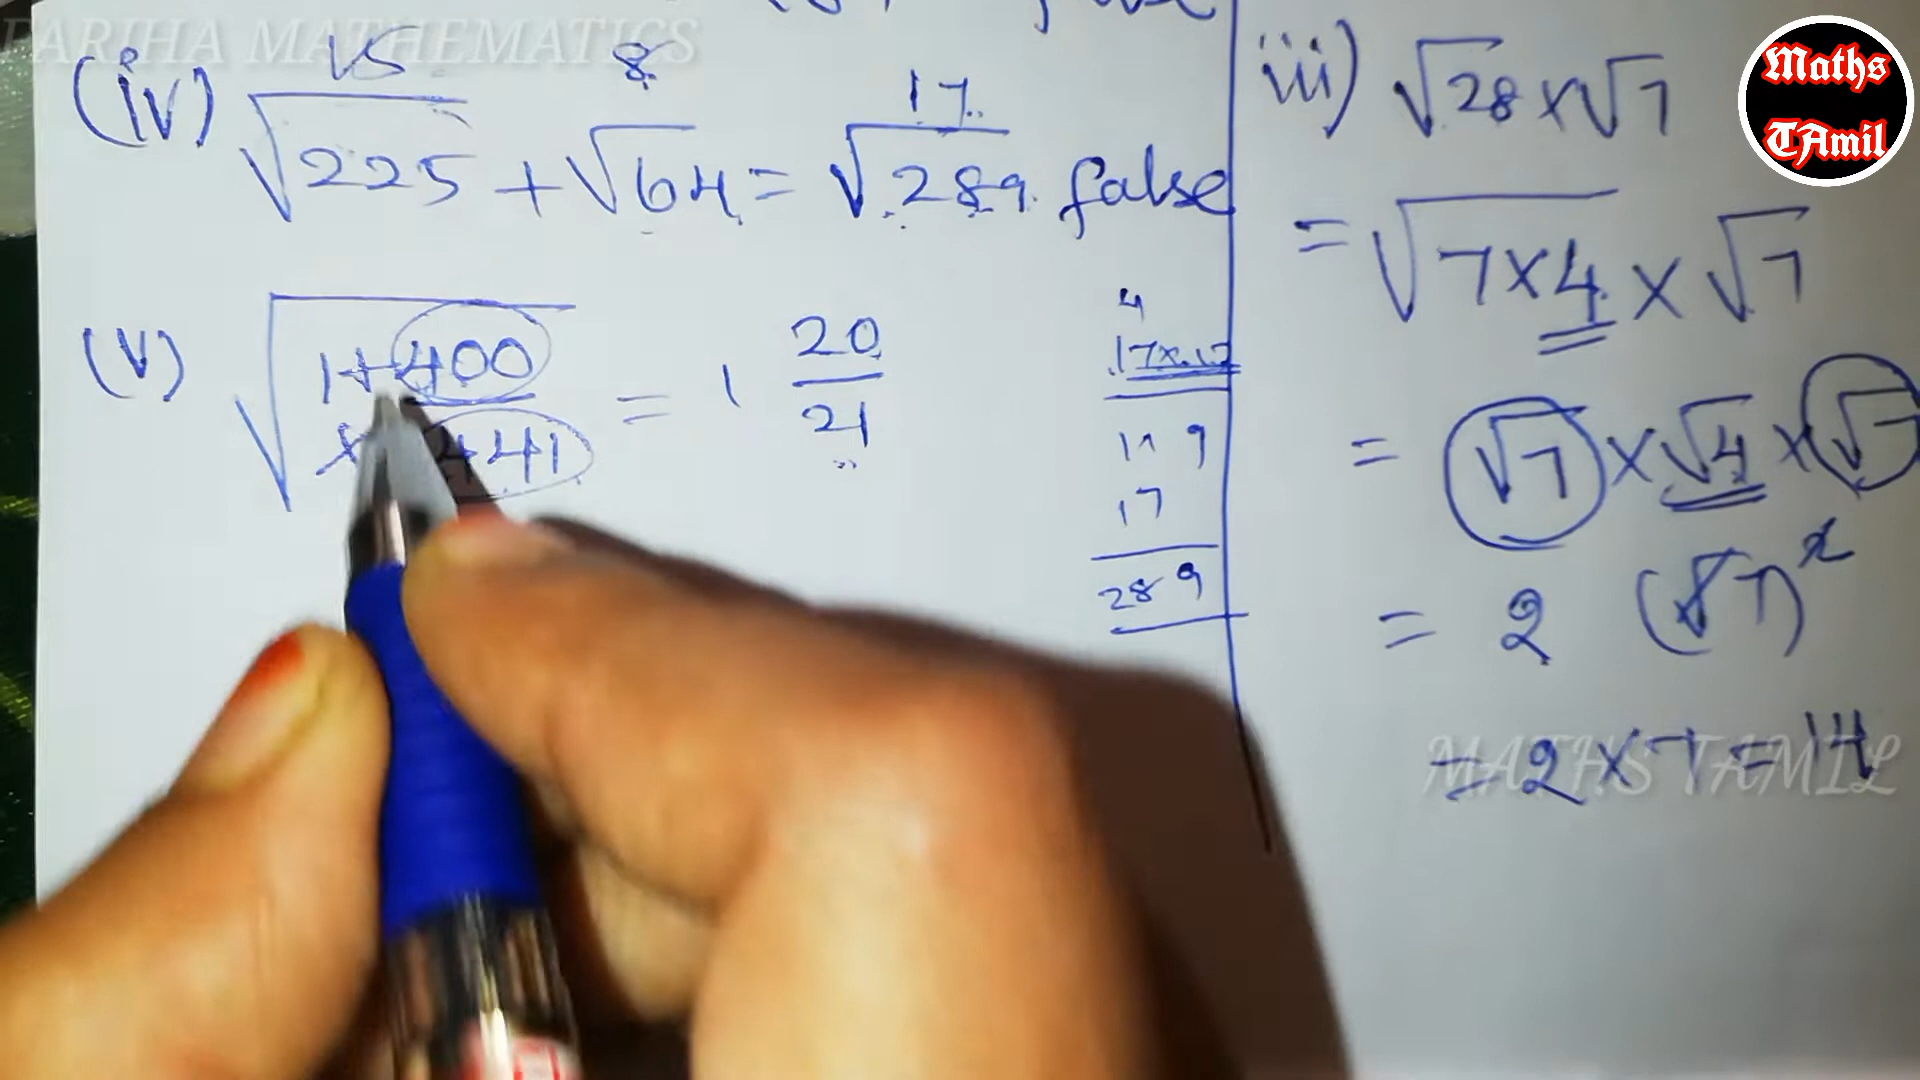 FARIHA MATHEMATICS
(iv) 15 8 17
√225 + √64 = √289 false
(v) √1+400 = 1 20
441 21
4
17×17
119
17
289
iii) √28 × √7
= √7×4 × √7
= √7 × √4 × √7
= 2 (√7)²
= 2 × 7 = 14
MATHS TAMIL
Maths
TAmil